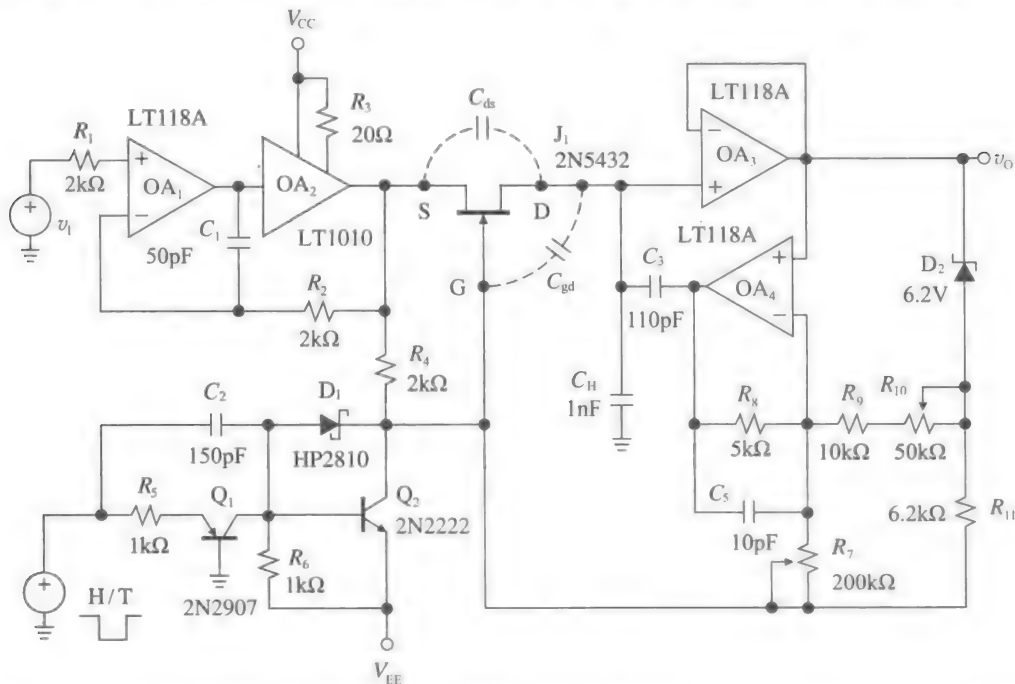 V_CC
R_3
20Ω
LT118A
R_1
2kΩ
v_I
+
−
OA_1
C_1
50pF
OA_2
LT1010
R_2
2kΩ
R_4
2kΩ
C_ds
J_1
2N5432
S
D
G
C_gd
LT118A
−
OA_3
+
v_O
LT118A
+
OA_4
−
C_3
110pF
C_H
1nF
D_2
6.2V
R_8
5kΩ
R_9
10kΩ
R_10
50kΩ
C_5
10pF
R_7
200kΩ
6.2kΩ
R_11
C_2
150pF
D_1
HP2810
R_5
1kΩ
Q_1
2N2907
R_6
1kΩ
Q_2
2N2222
+
H/T
V_EE